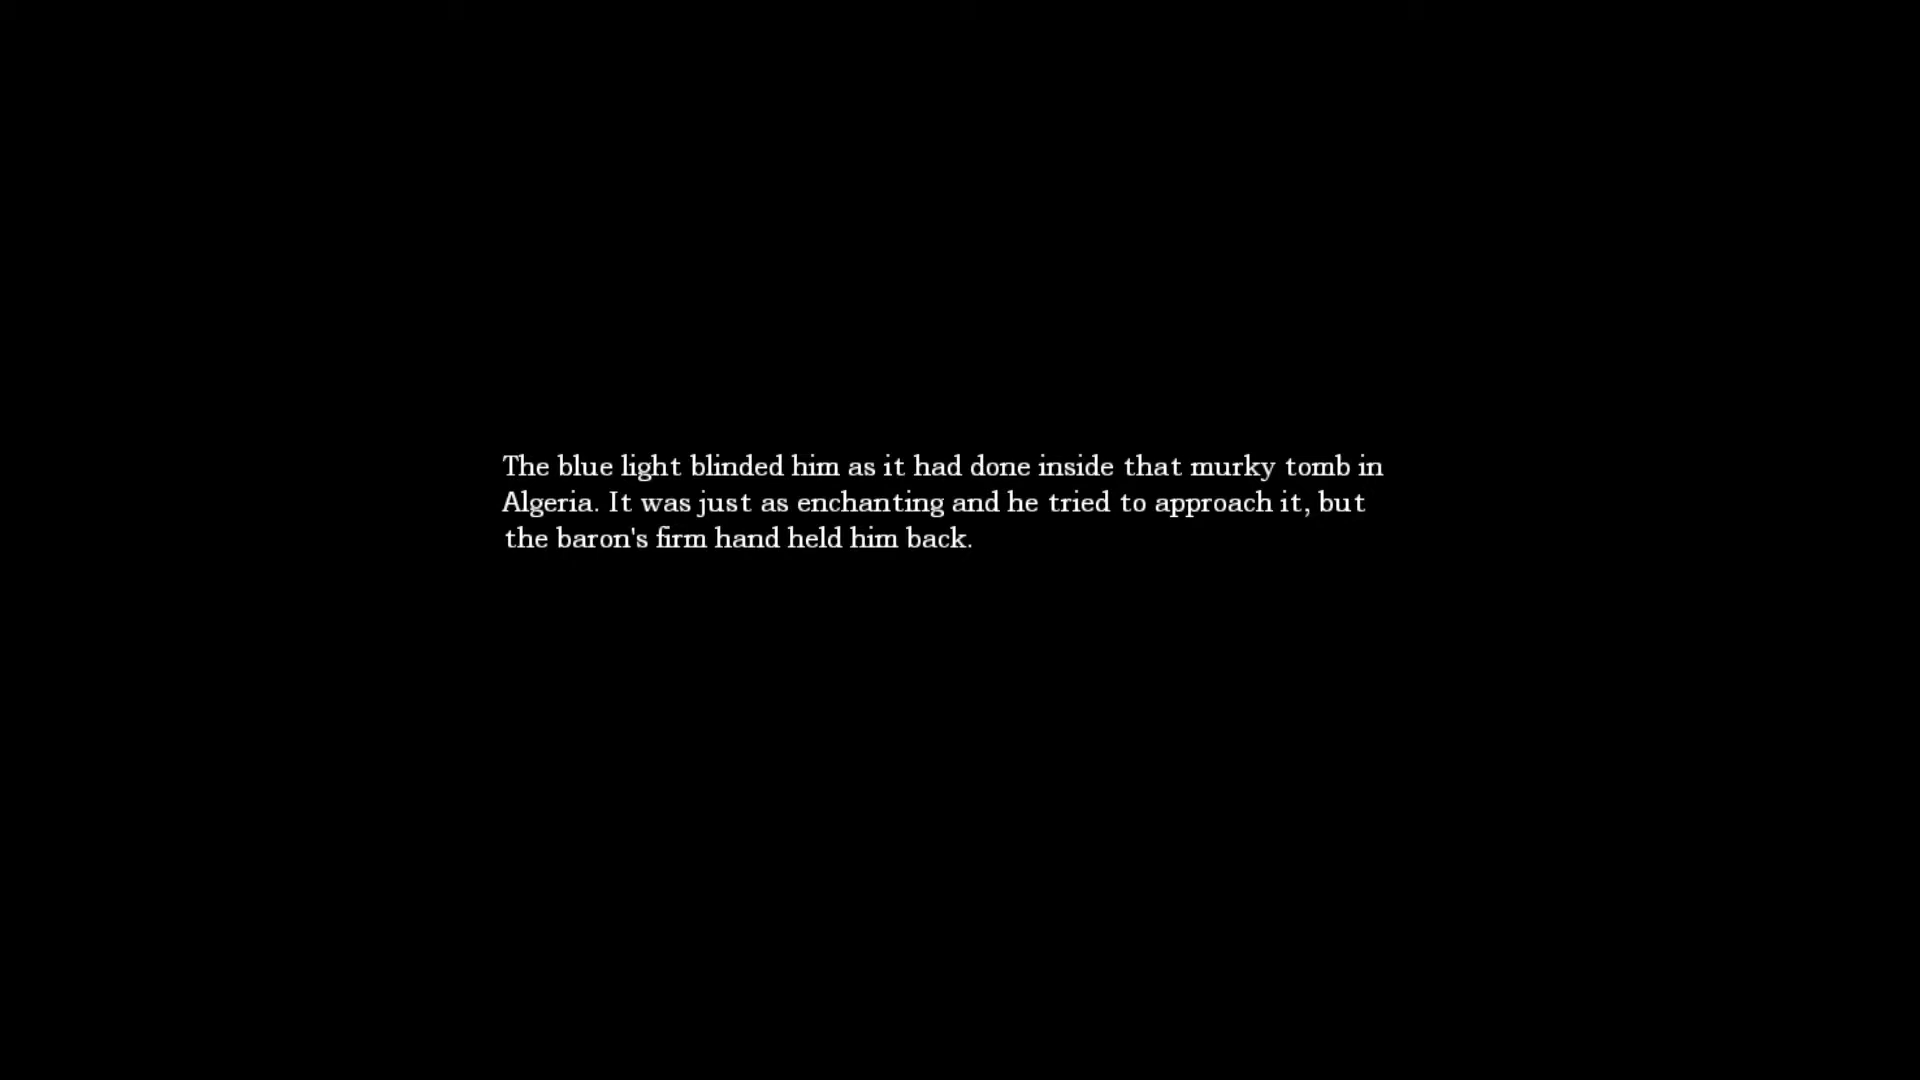 The blue light blinded him as it had done inside that murky tomb in
Algeria. It was just as enchanting and he tried to approach it, but
the baron's firm hand held him back.